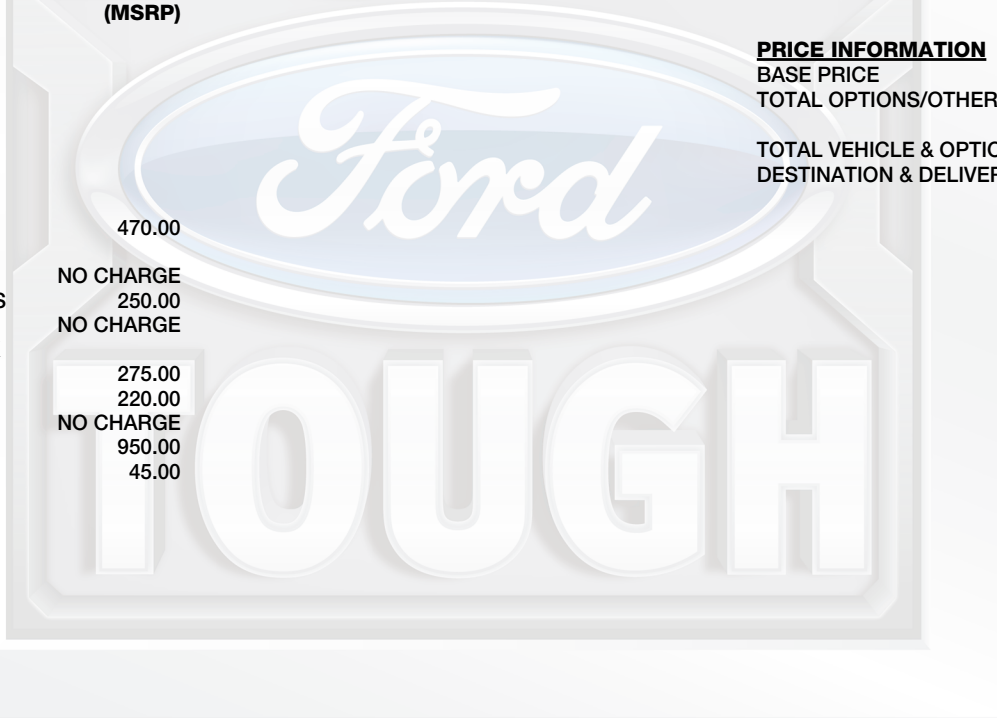 (MSRP)
PRICE INFORMATION
BASE PRICE
TOTAL OPTIONS/OTHER
TOTAL VEHICLE & OPTIO
DESTINATION & DELIVER
470.00
NO CHARGE
S 250.00
NO CHARGE
275.00
220.00
NO CHARGE
950.00
45.00
Ford
TOUGH